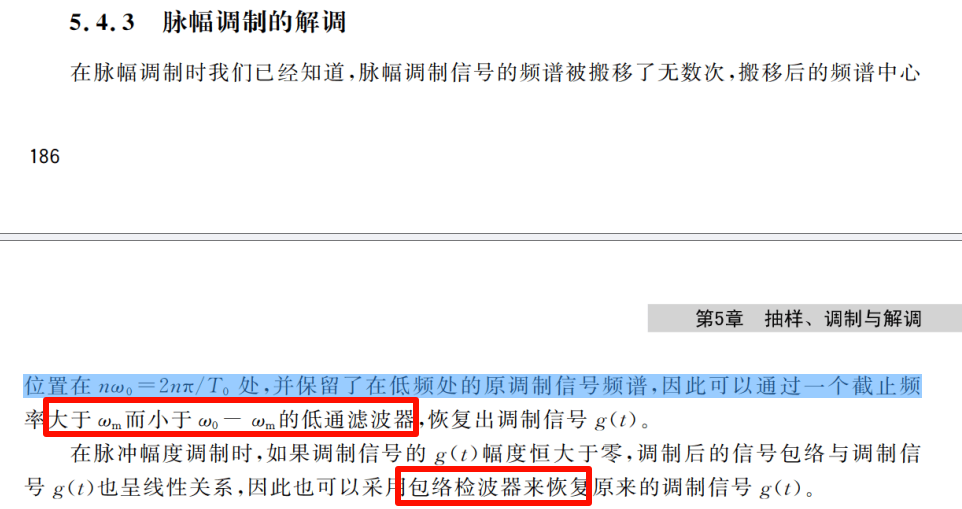 5.4.3 脉幅调制的解调
在脉幅调制时我们已经知道,脉幅调制信号的频谱被搬移了无数次,搬移后的频谱中心
186
第5章 抽样、调制与解调
位置在 nω₀=2nπ/T₀ 处,并保留了在低频处的原调制信号频谱,因此可以通过一个截止频
率大于 ωₘ而小于 ω₀－ωₘ的低通滤波器,恢复出调制信号 g(t)。
在脉冲幅度调制时,如果调制信号的 g(t)幅度恒大于零,调制后的信号包络与调制信
号 g(t)也呈线性关系,因此也可以采用包络检波器来恢复原来的调制信号 g(t)。